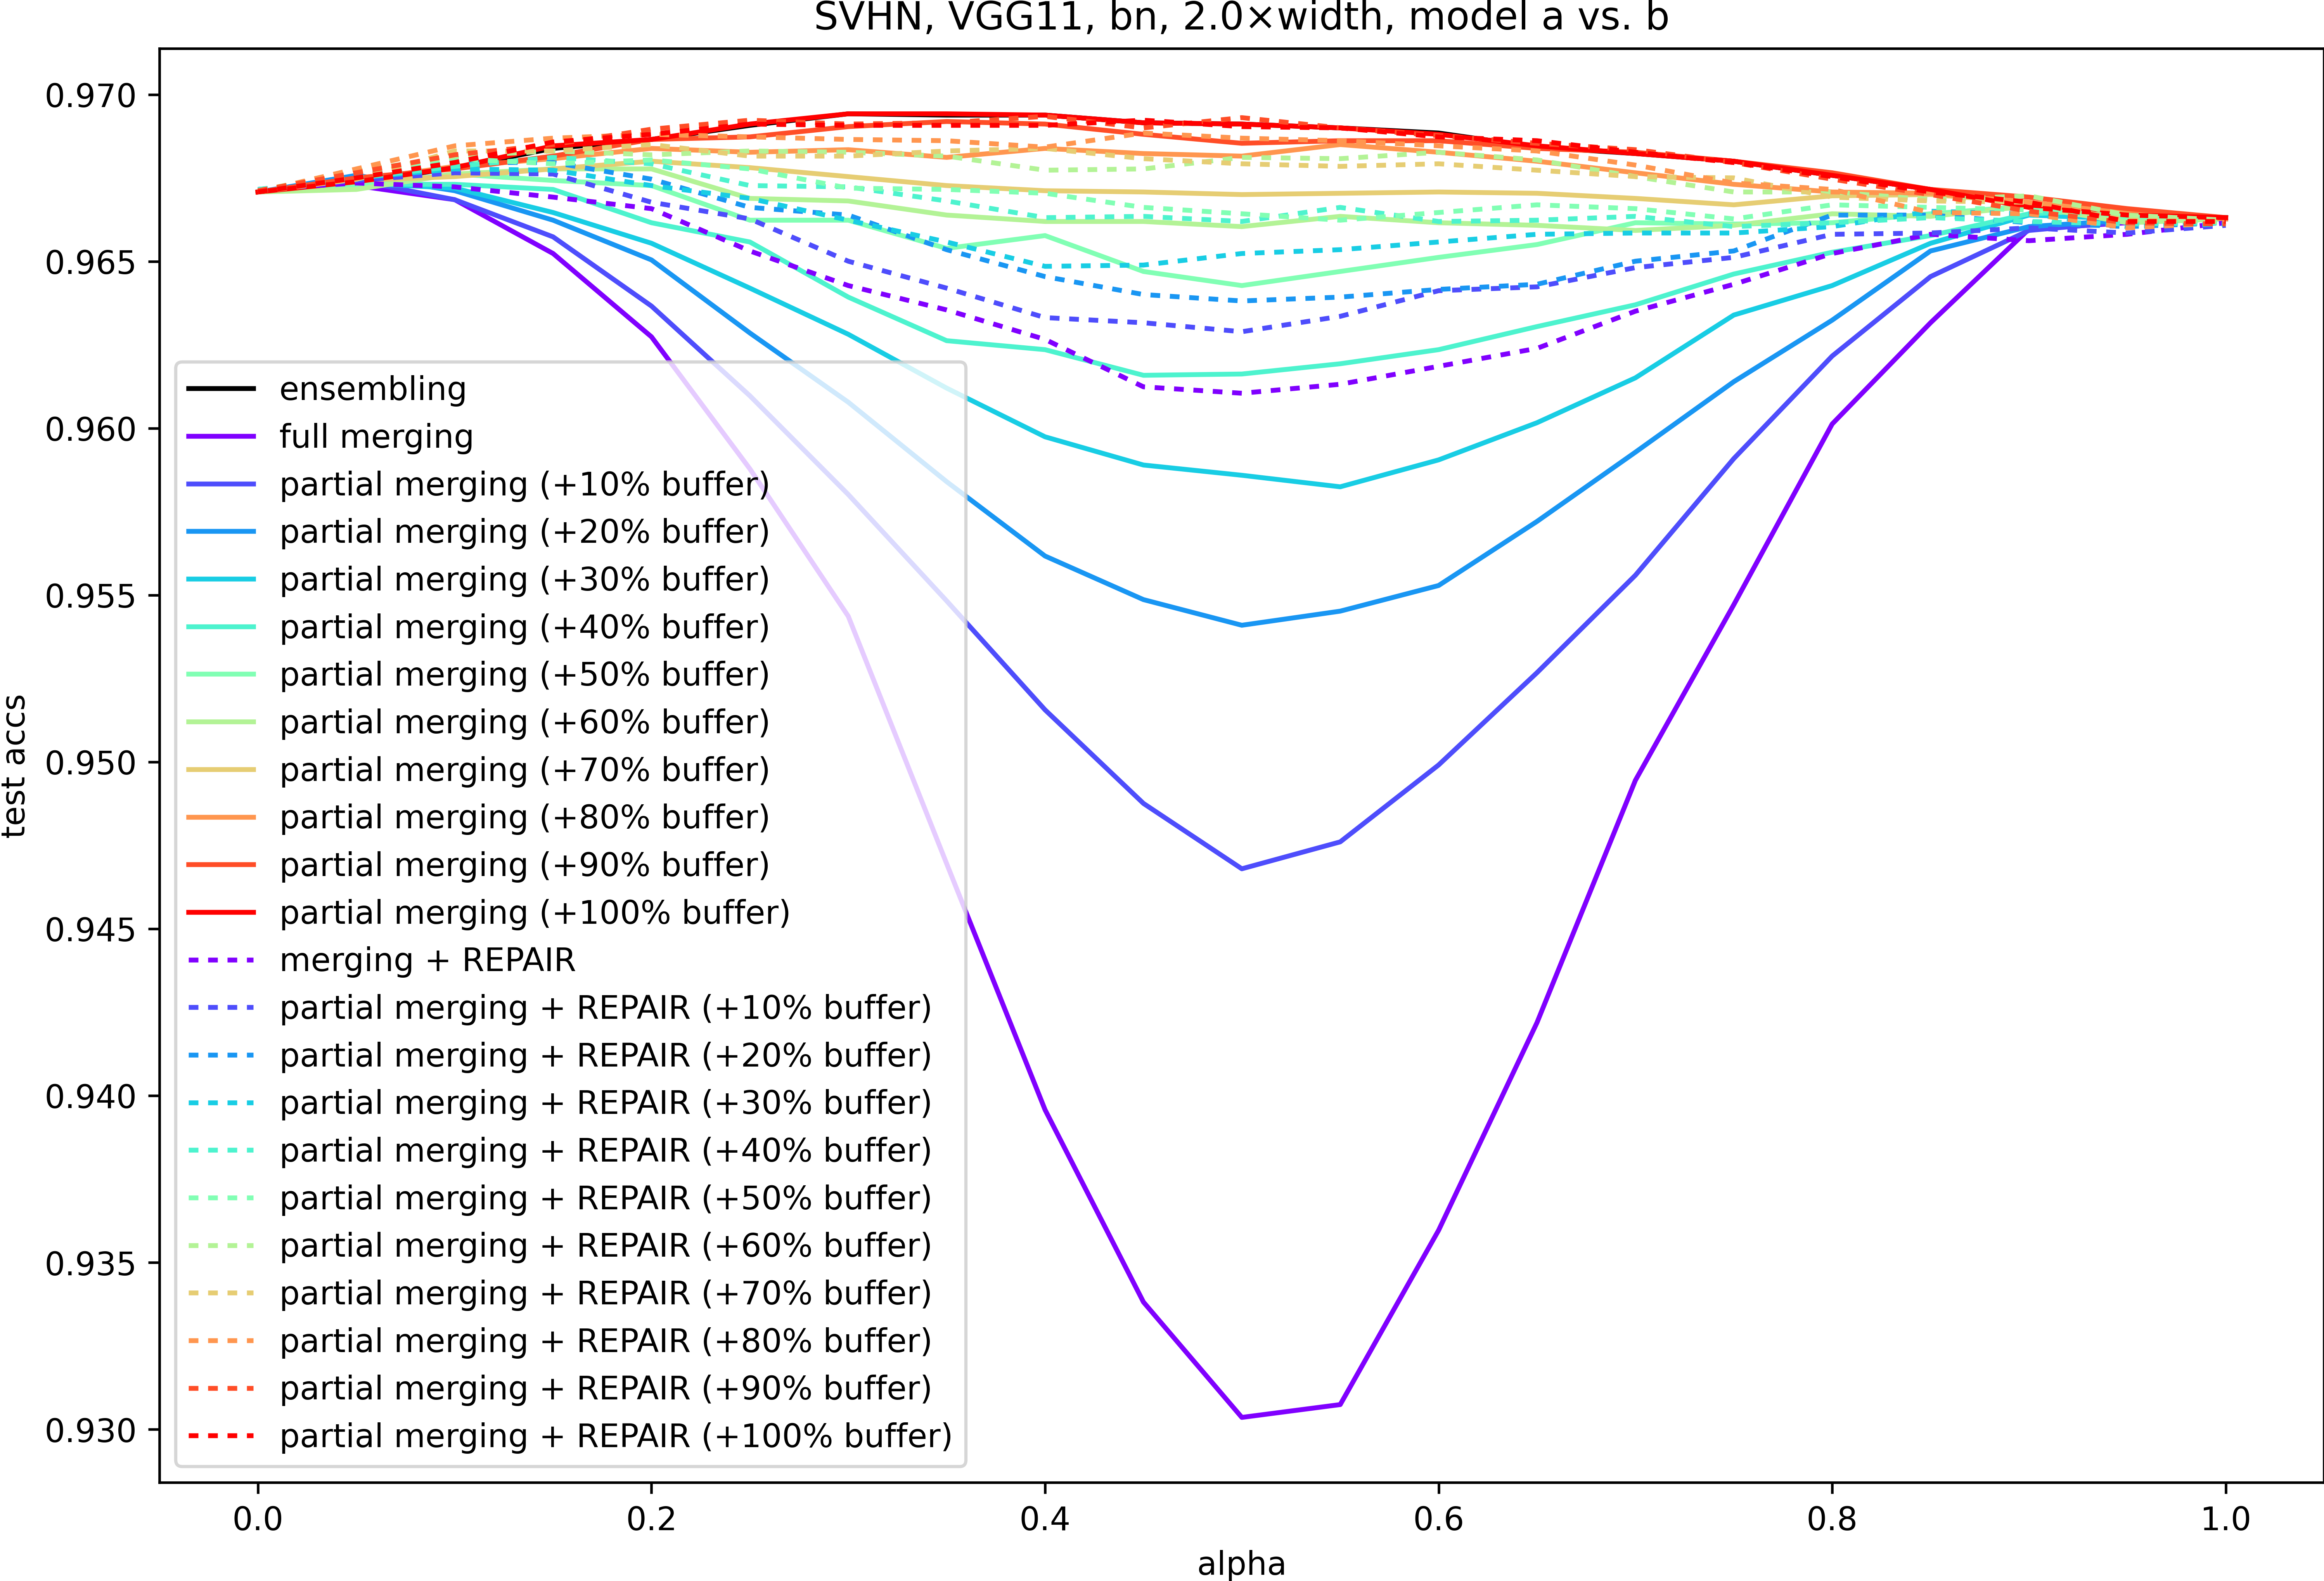 SVHN, VGG11, bn, 2.0×width, model a vs. b
test accs
0.970
0.965
0.960
0.955
0.950
0.945
0.940
0.935
0.930
ensembling
full merging
partial merging (+10% buffer)
partial merging (+20% buffer)
partial merging (+30% buffer)
partial merging (+40% buffer)
partial merging (+50% buffer)
partial merging (+60% buffer)
partial merging (+70% buffer)
partial merging (+80% buffer)
partial merging (+90% buffer)
partial merging (+100% buffer)
merging + REPAIR
partial merging + REPAIR (+10% buffer)
partial merging + REPAIR (+20% buffer)
partial merging + REPAIR (+30% buffer)
partial merging + REPAIR (+40% buffer)
partial merging + REPAIR (+50% buffer)
partial merging + REPAIR (+60% buffer)
partial merging + REPAIR (+70% buffer)
partial merging + REPAIR (+80% buffer)
partial merging + REPAIR (+90% buffer)
partial merging + REPAIR (+100% buffer)
0.0 0.2 0.4 0.6 0.8 1.0
alpha